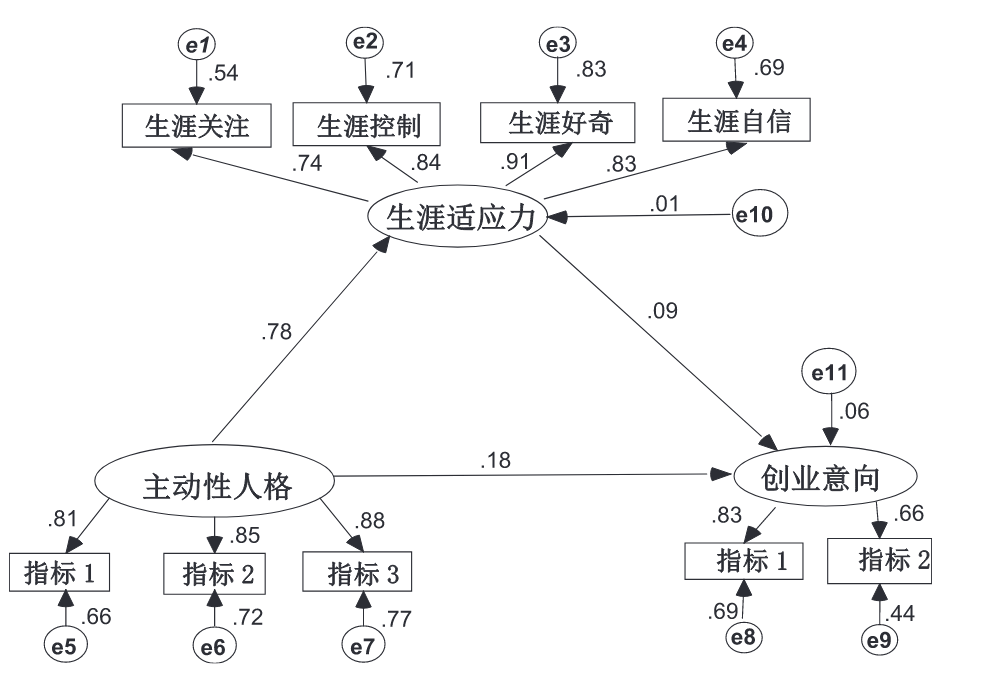 e1
e2
e3
e4
.54
.71
.83
.69
生涯关注
生涯控制
生涯好奇
生涯自信
.74
.84
.91
.83
生涯适应力
.01
e10
.78
.09
e11
.06
主动性人格
.18
创业意向
.81
.85
.88
.83
.66
指标 1
指标 2
指标 3
指标 1
指标 2
.66
.72
.77
.69
.44
e5
e6
e7
e8
e9